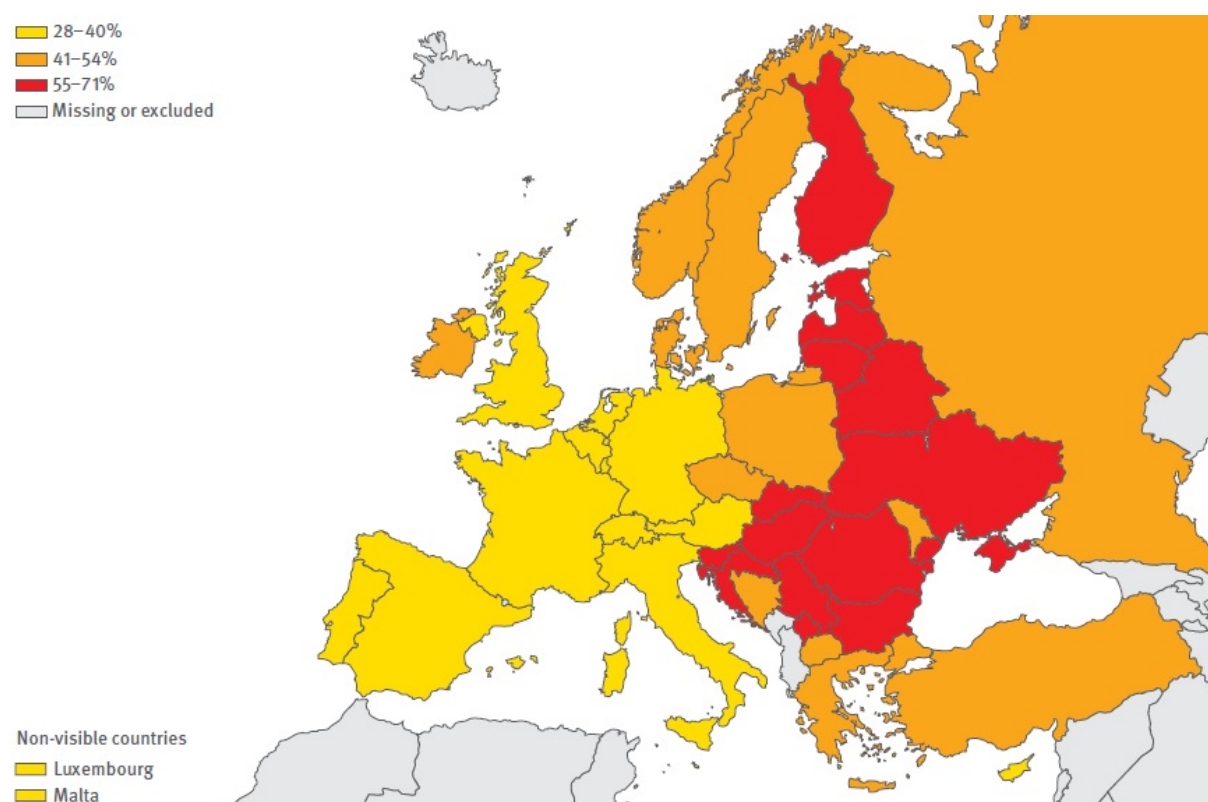 28–40%
41–54%
55–71%
Missing or excluded
Non-visible countries
Luxembourg
Malta